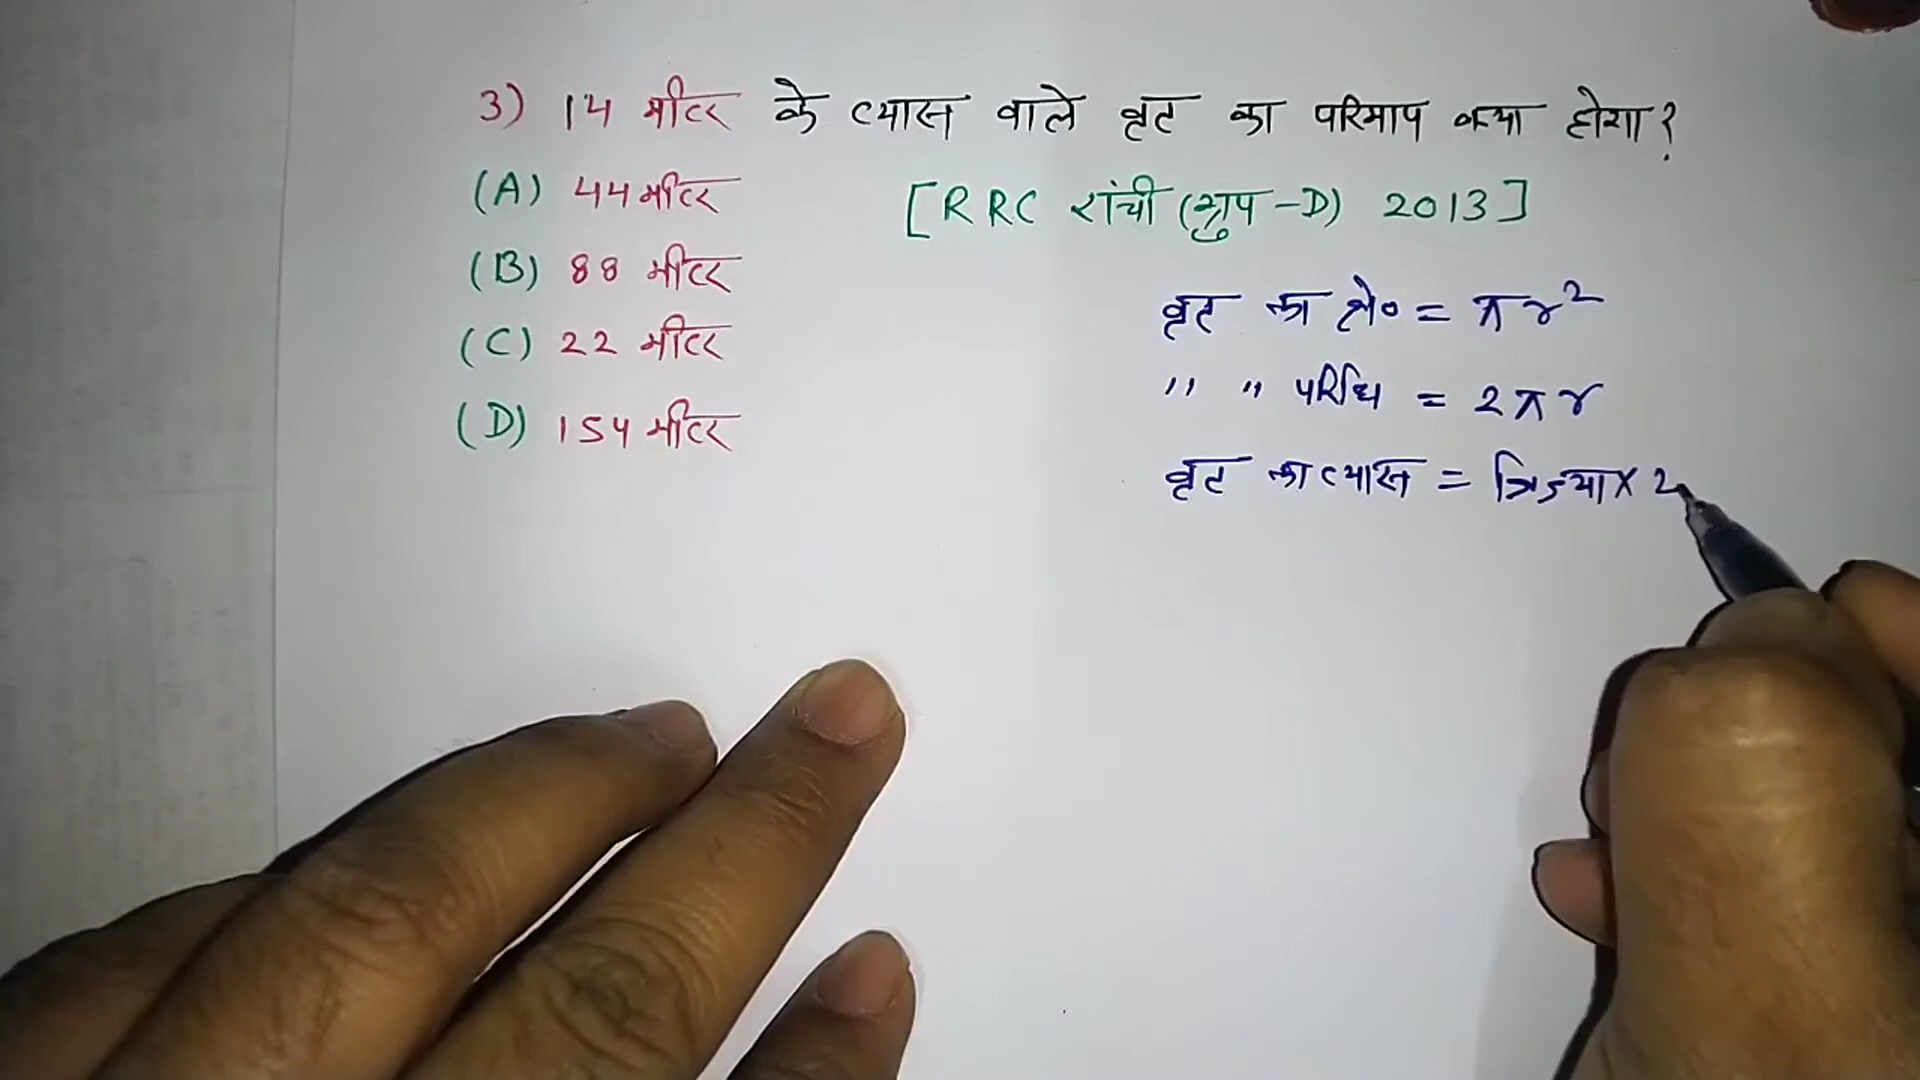 3) 14 मीटर के व्यास वाले वृत का परिमाप क्या होगा?
(A) 44 मीटर
[RRC रांची (ग्रुप-D) 2013]
(B) 88 मीटर
(C) 22 मीटर
(D) 154 मीटर
वृत का क्षे० = πr²
" " परिधि = 2πr
वृत का व्यास = त्रिज्या × 2